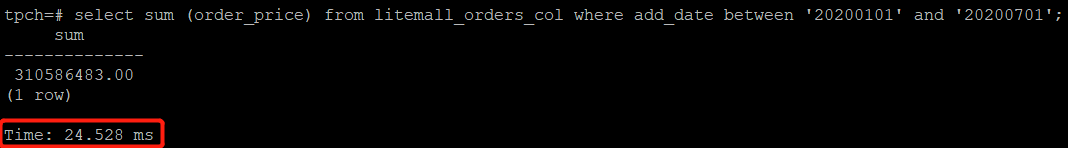 tpch=# select sum (order_price) from litemall_orders_col where add_date between '20200101' and '20200701';
sum
--------------
310586483.00
(1 row)
Time: 24.528 ms